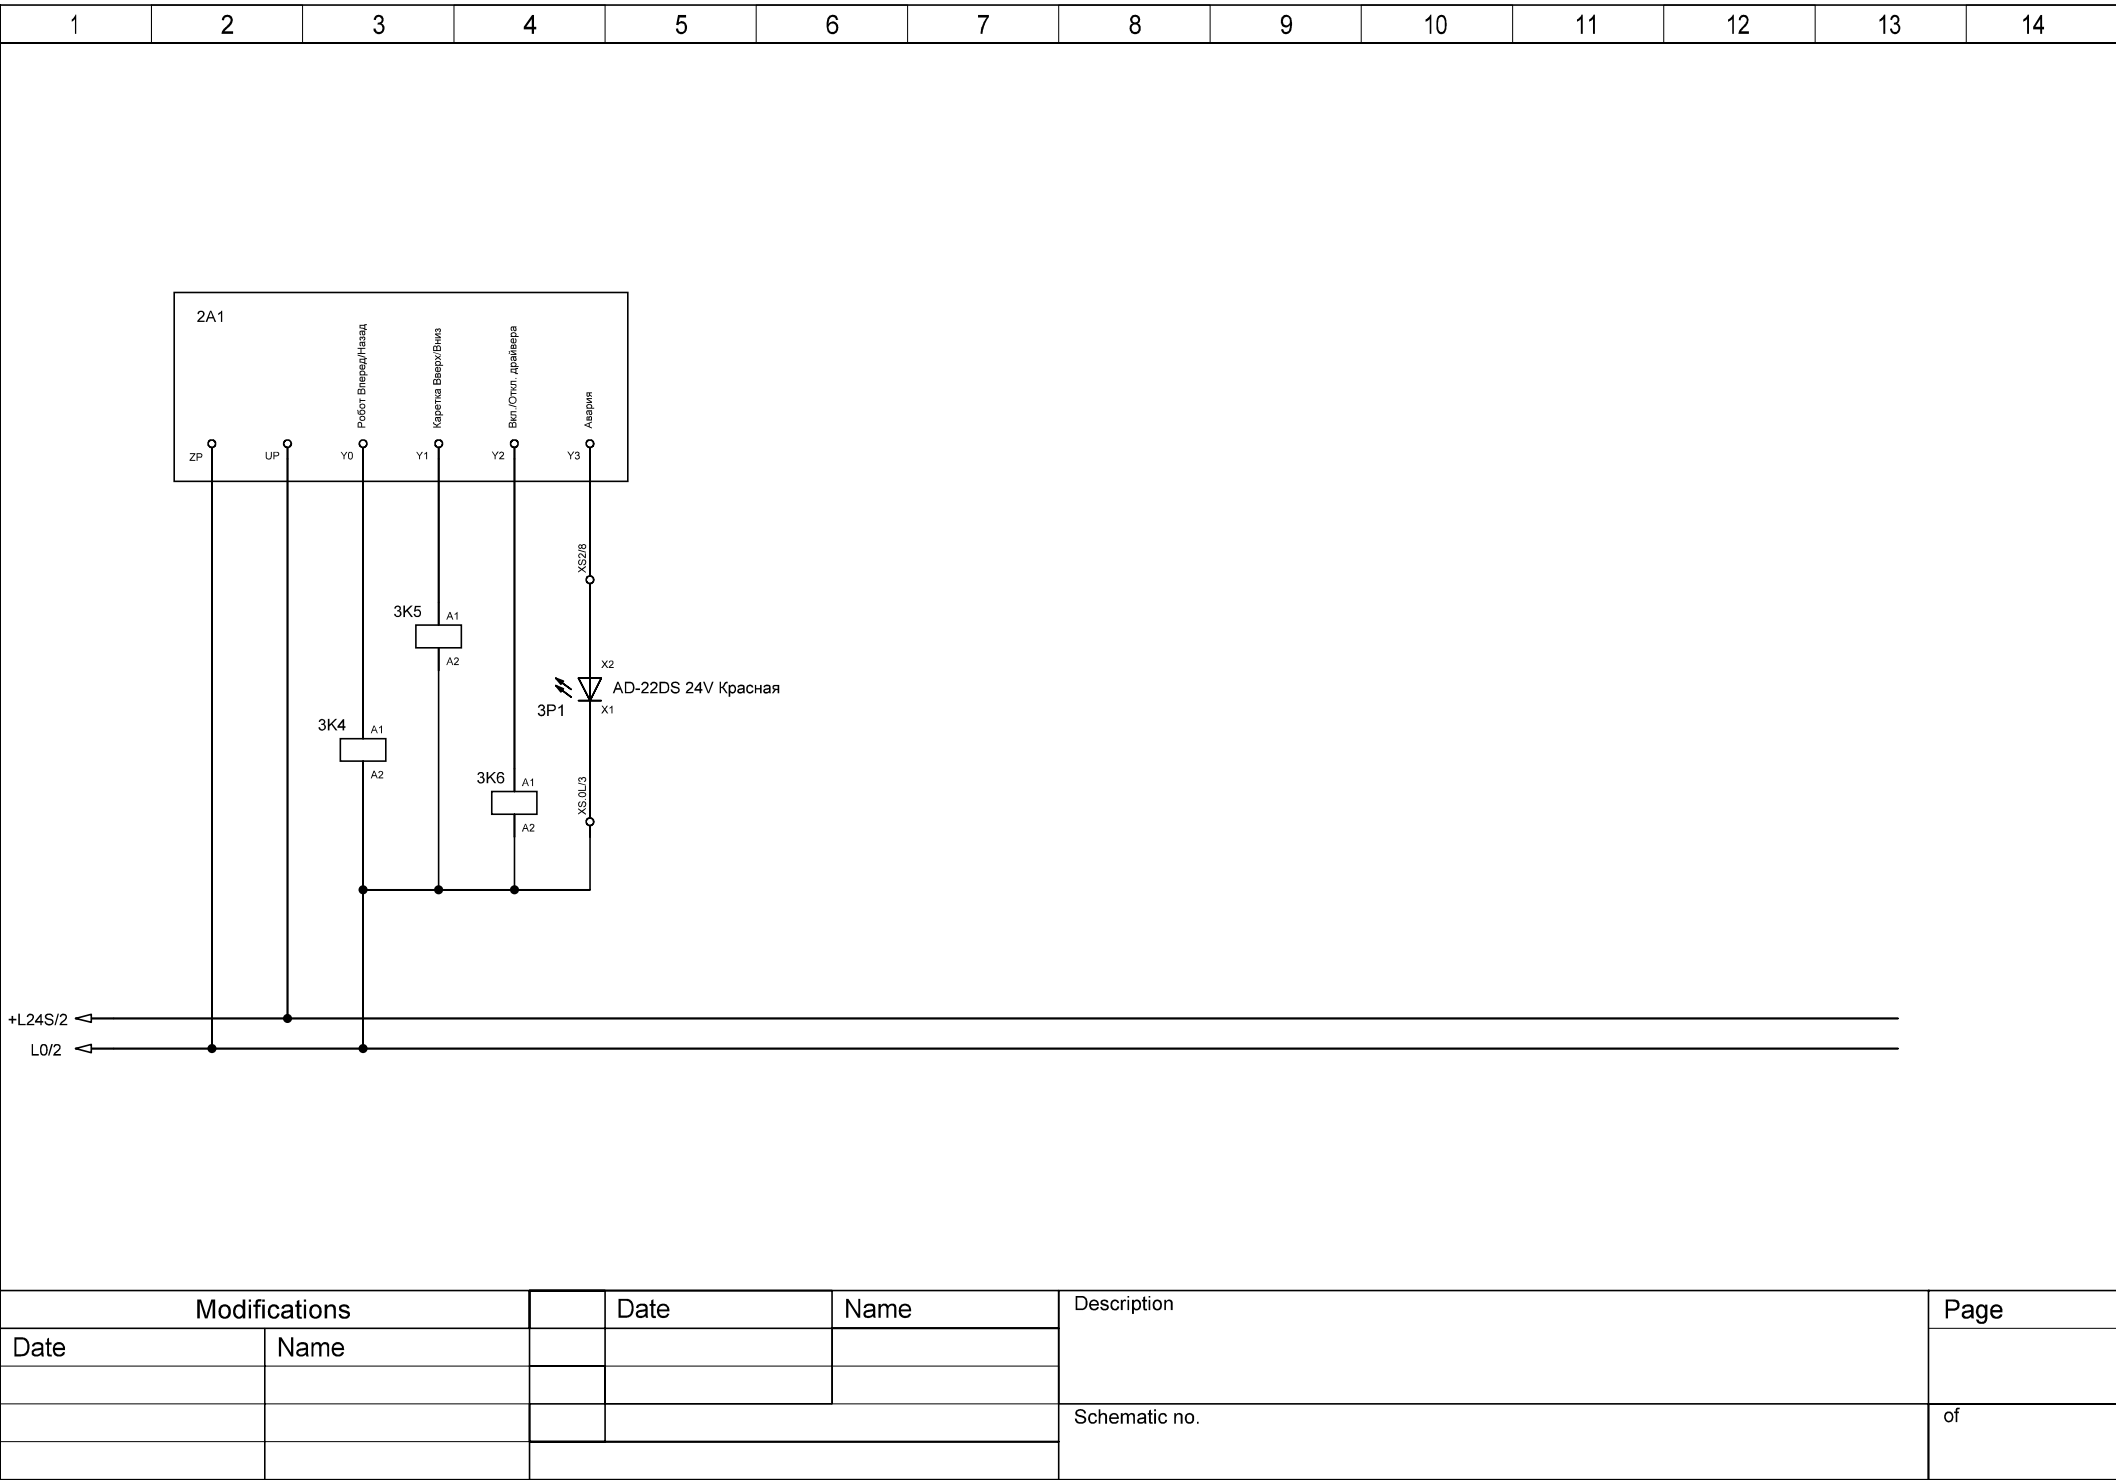 1 2 3 4 5 6 7 8 9 10 11 12 13 14
2A1
Робот Вперед/Назад
Каретка Вверх/Вниз
Вкл./Откл. драйвера
Авария
ZP UP Y0 Y1 Y2 Y3
XS2/8
3K5 A1
A2
X2
AD-22DS 24V Красная
3P1 X1
3K4 A1
A2
3K6 A1
A2
XS.0L/3
+L24S/2
L0/2
Modifications Date Name Description Page
Date Name
Schematic no. of